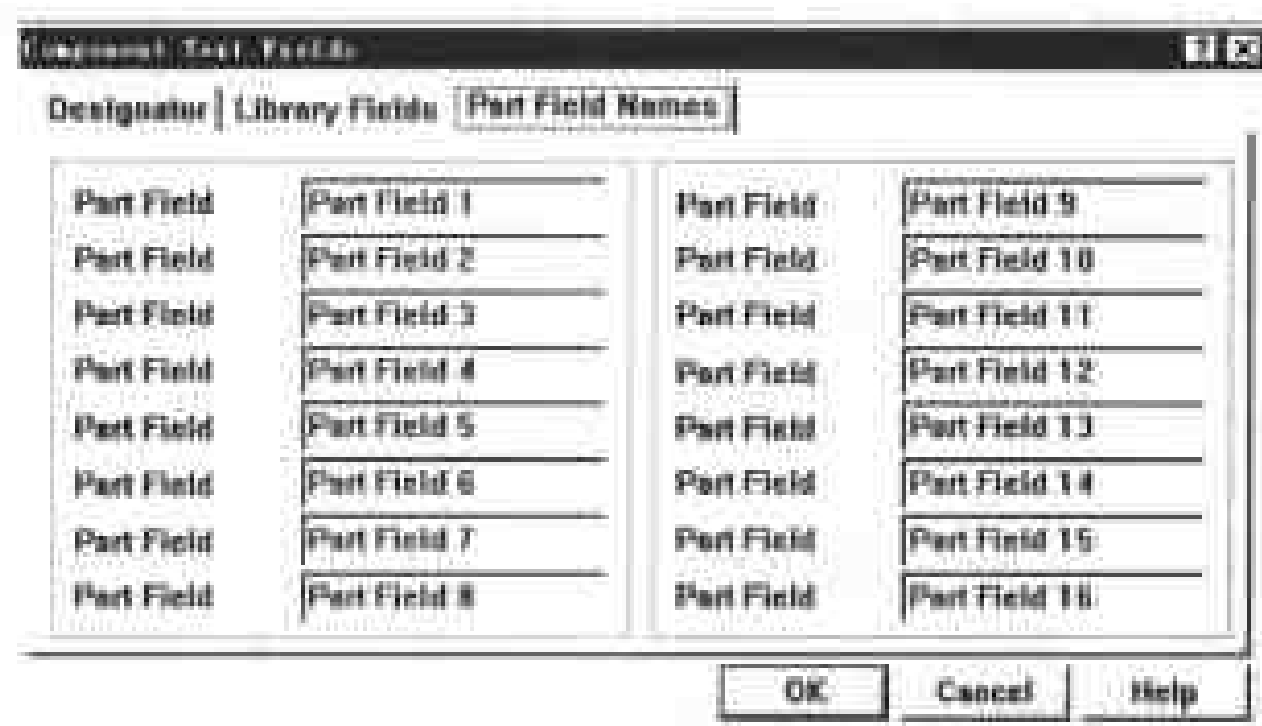 Component Text Fields
Designator Library Fields Part Field Names
Part Field Part Field 1
Part Field Part Field 2
Part Field Part Field 3
Part Field Part Field 4
Part Field Part Field 5
Part Field Part Field 6
Part Field Part Field 7
Part Field Part Field 8
Part Field Part Field 9
Part Field Part Field 10
Part Field Part Field 11
Part Field Part Field 12
Part Field Part Field 13
Part Field Part Field 14
Part Field Part Field 15
Part Field Part Field 16
OK Cancel Help